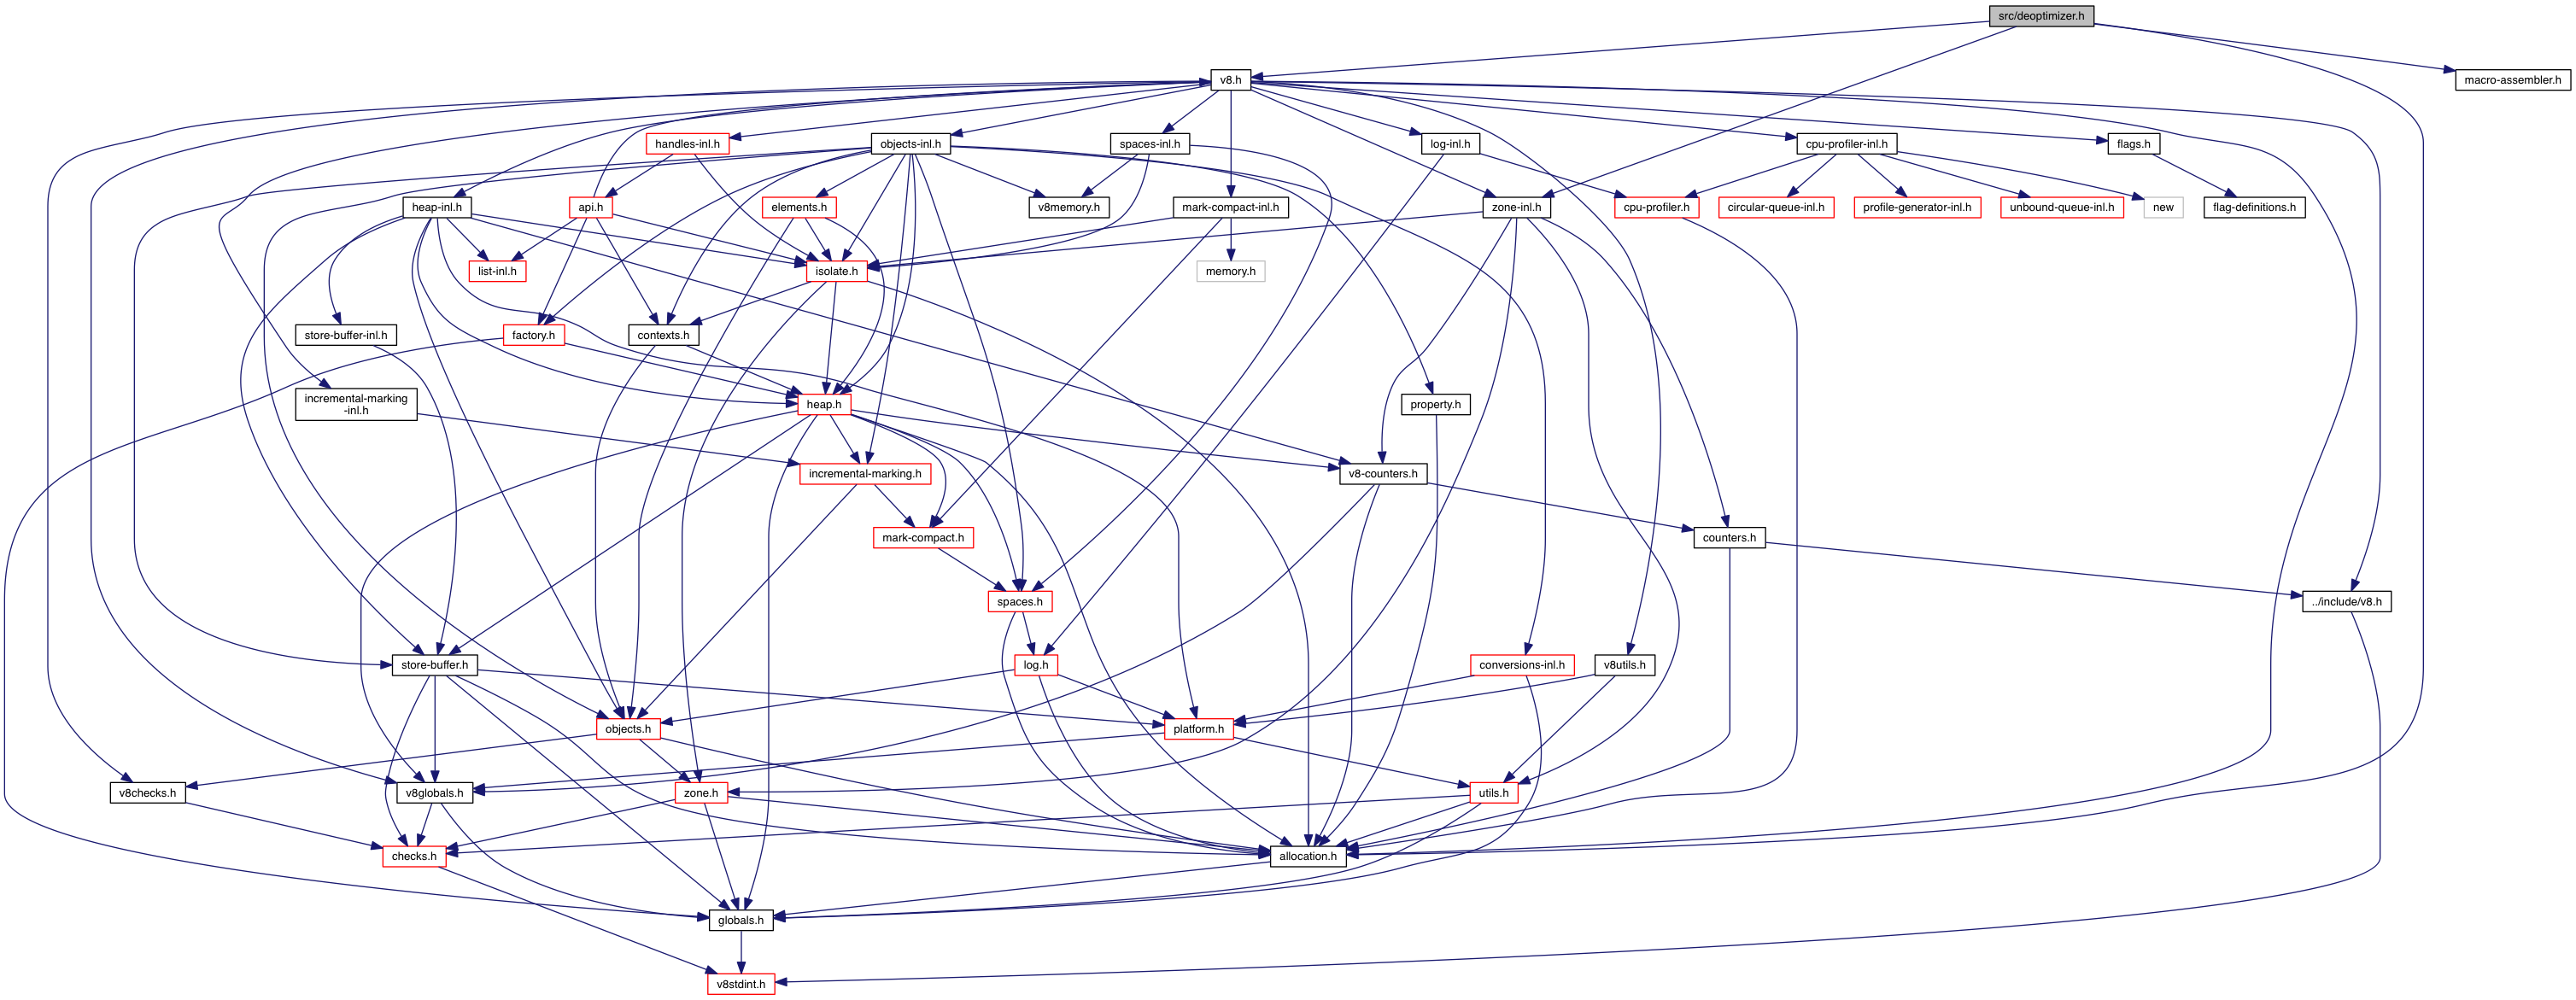 src/deoptimizer.h
v8.h
macro-assembler.h
handles-inl.h
objects-inl.h
spaces-inl.h
log-inl.h
cpu-profiler-inl.h
flags.h
heap-inl.h
api.h
elements.h
v8memory.h
mark-compact-inl.h
zone-inl.h
cpu-profiler.h
circular-queue-inl.h
profile-generator-inl.h
unbound-queue-inl.h
new
flag-definitions.h
list-inl.h
isolate.h
memory.h
store-buffer-inl.h
factory.h
contexts.h
incremental-marking
-inl.h
heap.h
property.h
incremental-marking.h
v8-counters.h
mark-compact.h
counters.h
spaces.h
../include/v8.h
store-buffer.h
log.h
conversions-inl.h
v8utils.h
objects.h
platform.h
v8checks.h
v8globals.h
zone.h
utils.h
checks.h
allocation.h
globals.h
v8stdint.h